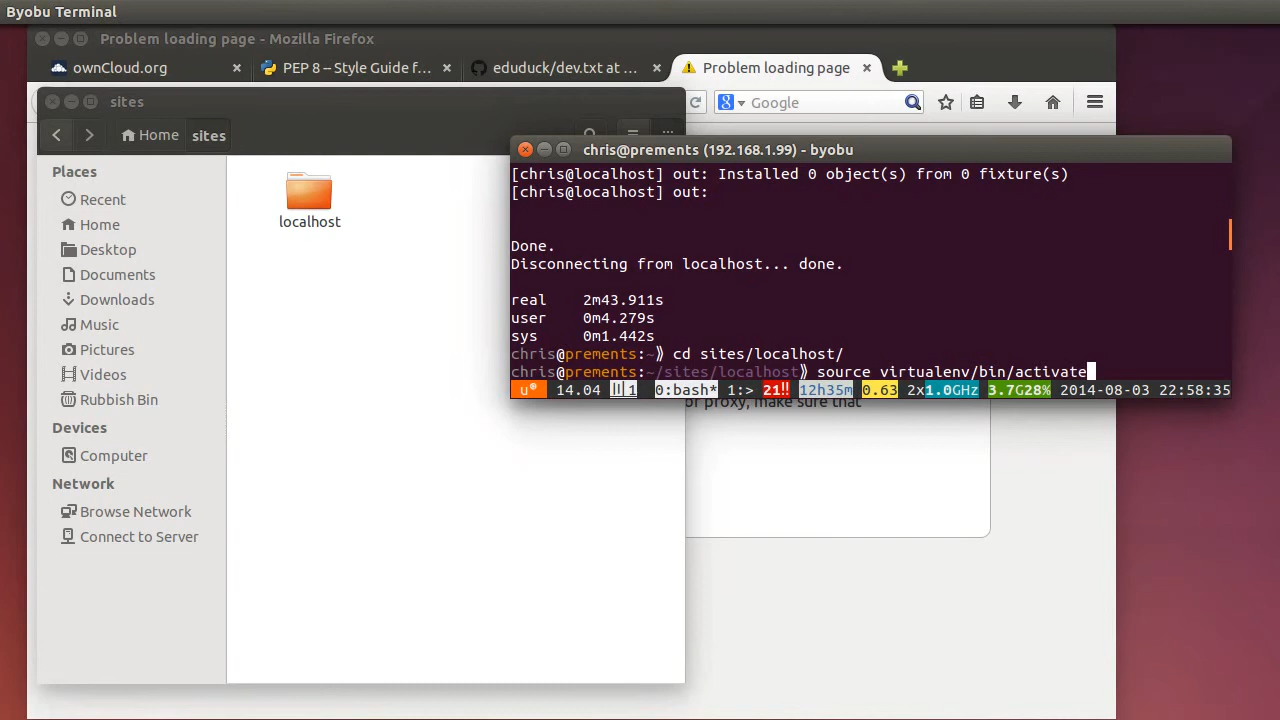 Byobu Terminal
Problem loading page - Mozilla Firefox
ownCloud.org
PEP 8 -- Style Guide f...
eduduck/dev.txt at ...
Problem loading page
Google
sites
Home
sites
chris@prements (192.168.1.99) - byobu
Places
Recent
Home
Desktop
Documents
Downloads
Music
Pictures
Videos
Rubbish Bin
Devices
Computer
Network
Browse Network
Connect to Server
localhost
[chris@localhost] out: Installed 0 object(s) from 0 fixture(s)
[chris@localhost] out:
Done.
Disconnecting from localhost... done.
real 2m43.911s
user 0m4.279s
sys 0m1.442s
chris@prements:~⟫ cd sites/localhost/
chris@prements:~/sites/localhost⟫ source virtualenv/bin/activate
14.04 1 0:bash* 1:> 21!! 12h35m 0.63 2x1.0GHz 3.7G28% 2014-08-03 22:58:35
or proxy, make sure that